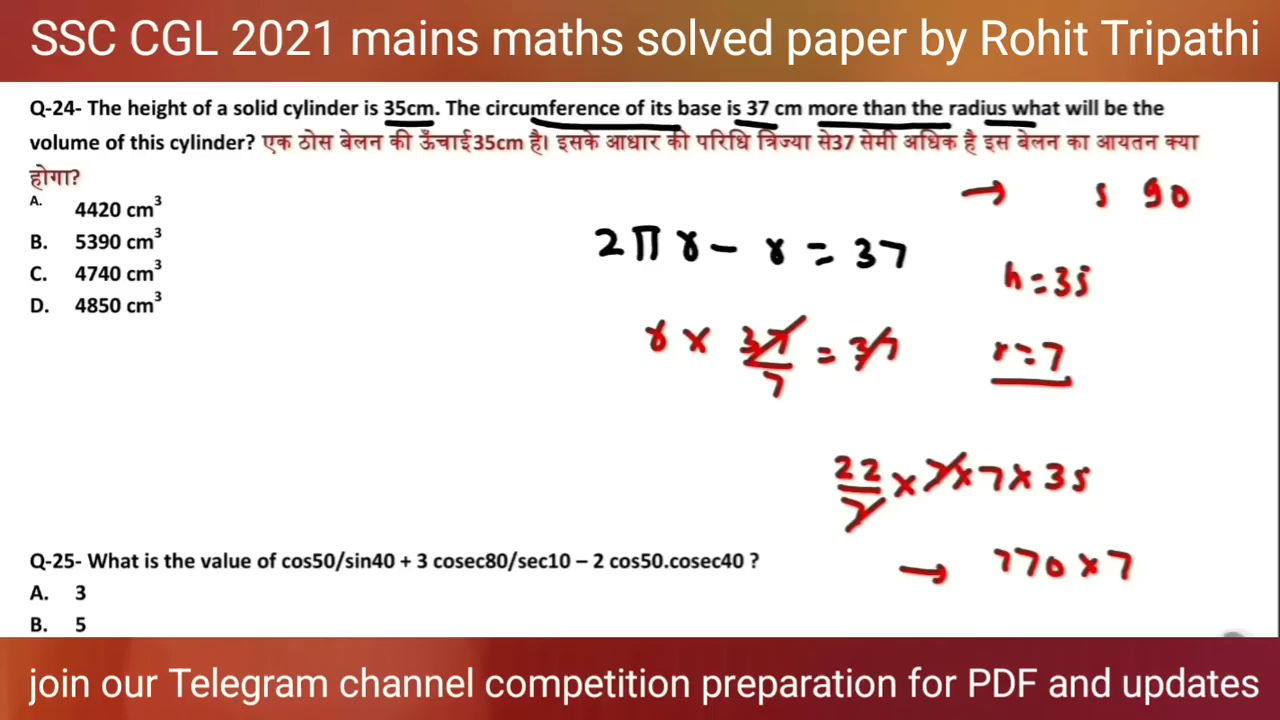 SSC CGL 2021 mains maths solved paper by Rohit Tripathi
Q-24- The height of a solid cylinder is 35cm. The circumference of its base is 37 cm more than the radius what will be the
volume of this cylinder? एक ठोस बेलन की ऊँचाई35cm है। इसके आधार की परिधि त्रिज्या से37 सेमी अधिक है इस बेलन का आयतन क्या
होगा?
A. 4420 cm³
B. 5390 cm³
C. 4740 cm³
D. 4850 cm³
→ 5 90
2πr - r = 37
h = 35
r × 37/7 = 37
r = 7
22/7 × 7 × 7 × 35
→ 770 × 7
Q-25- What is the value of cos50/sin40 + 3 cosec80/sec10 – 2 cos50.cosec40 ?
A. 3
B. 5
join our Telegram channel competition preparation for PDF and updates